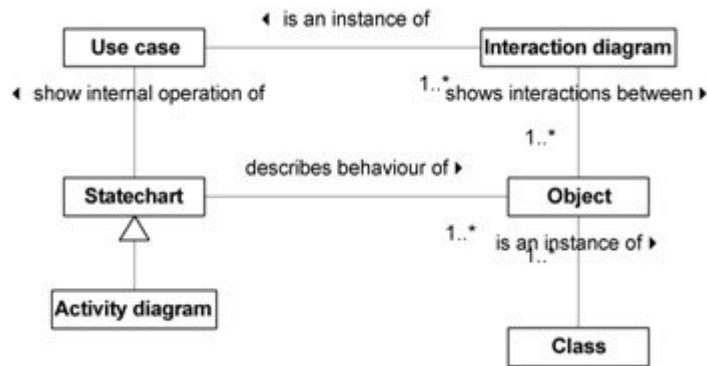 ◀ is an instance of
Use case
Interaction diagram
1..*
◀ show internal operation of
shows interactions between ▶
1..*
describes behaviour of ▶
Statechart
Object
1..*
is an instance of ▶
1..*
Activity diagram
Class